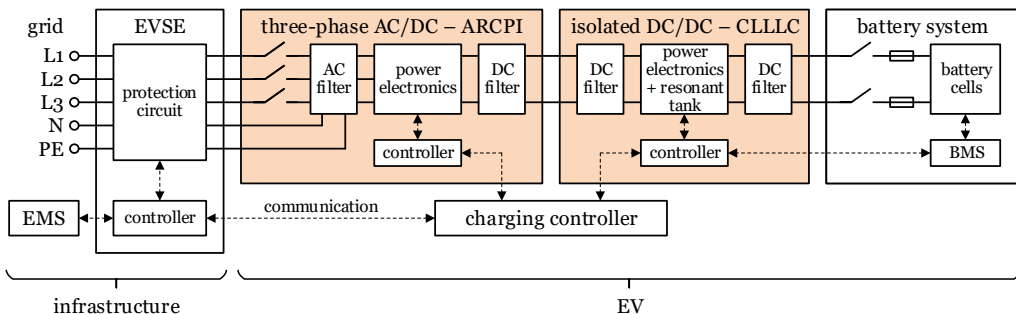 grid
EVSE
three-phase AC/DC – ARCPI
isolated DC/DC – CLLLC
battery system
L1
L2
L3
N
PE
protection
circuit
AC
filter
power
electronics
DC
filter
DC
filter
power
electronics
+ resonant
tank
DC
filter
battery
cells
controller
controller
BMS
EMS
controller
communication
charging controller
infrastructure
EV